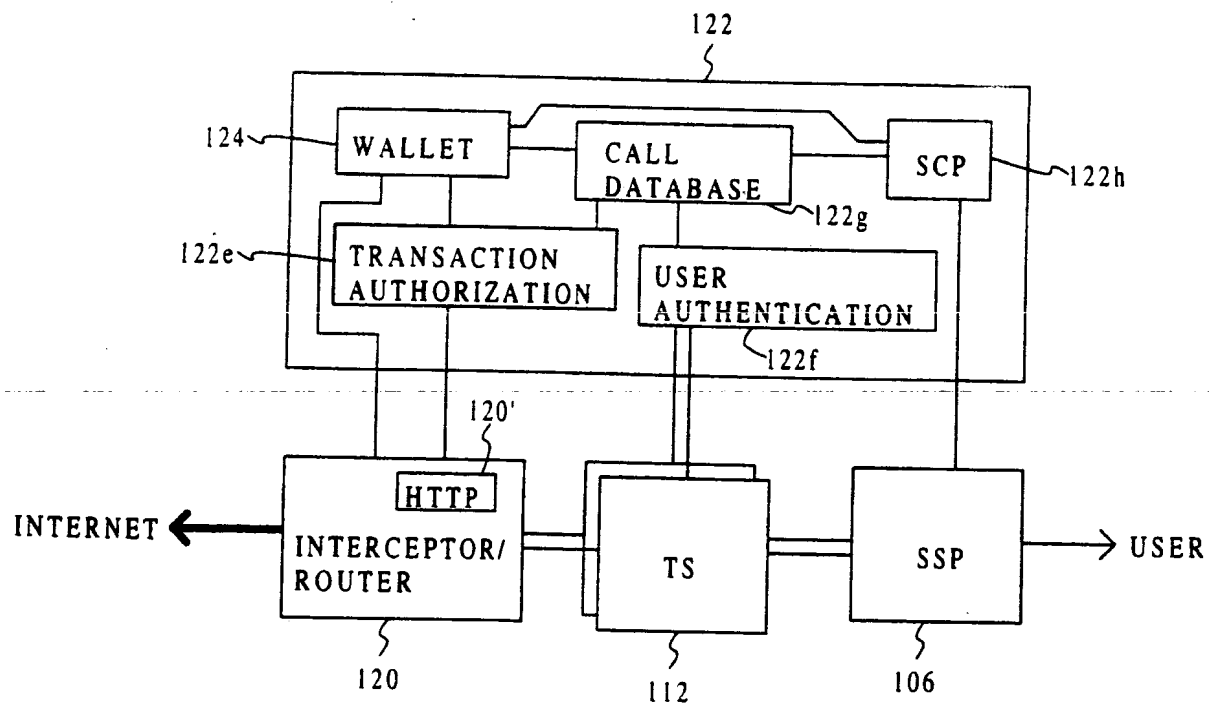 122
124
WALLET
CALL
DATABASE
SCP
122h
122g
122e
TRANSACTION
AUTHORIZATION
USER
AUTHENTICATION
122f
120'
HTTP
INTERNET
INTERCEPTOR/
ROUTER
TS
SSP
USER
120
112
106